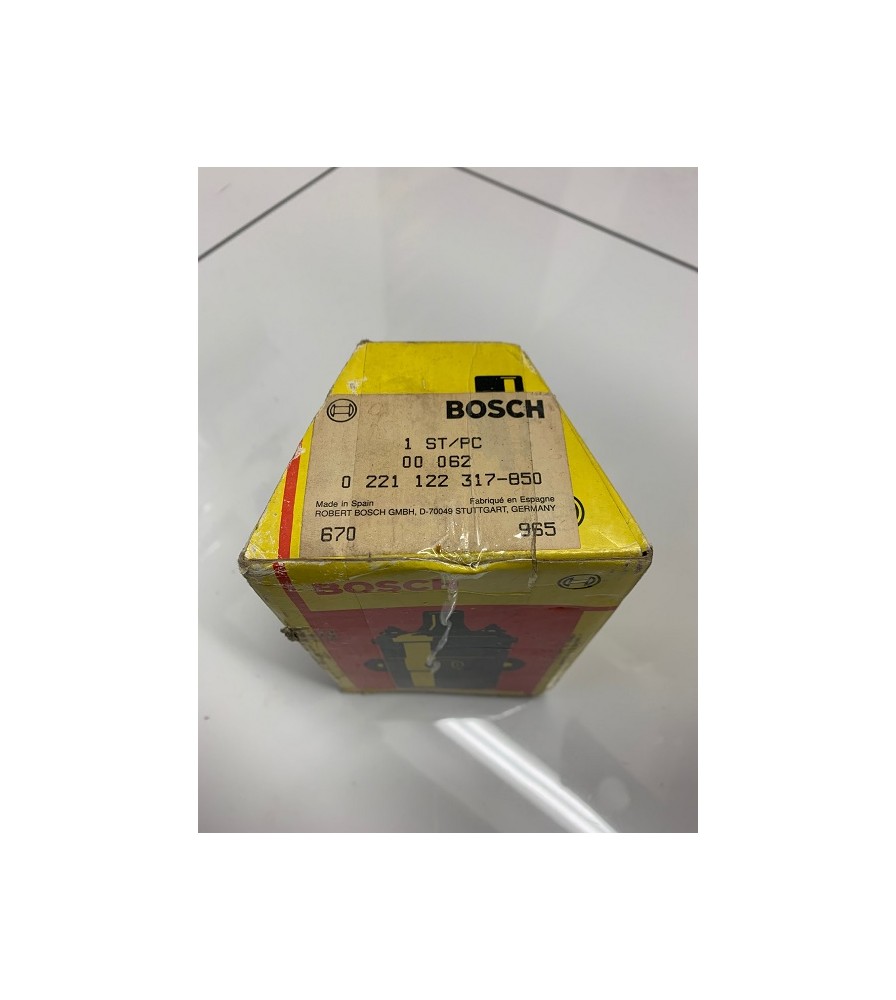 BOSCH
1 ST/PC
00 062
0 221 122 317-850
Made in Spain Fabriqué en Espagne
ROBERT BOSCH GMBH, D-70049 STUTTGART, GERMANY
670 965
BOSCH